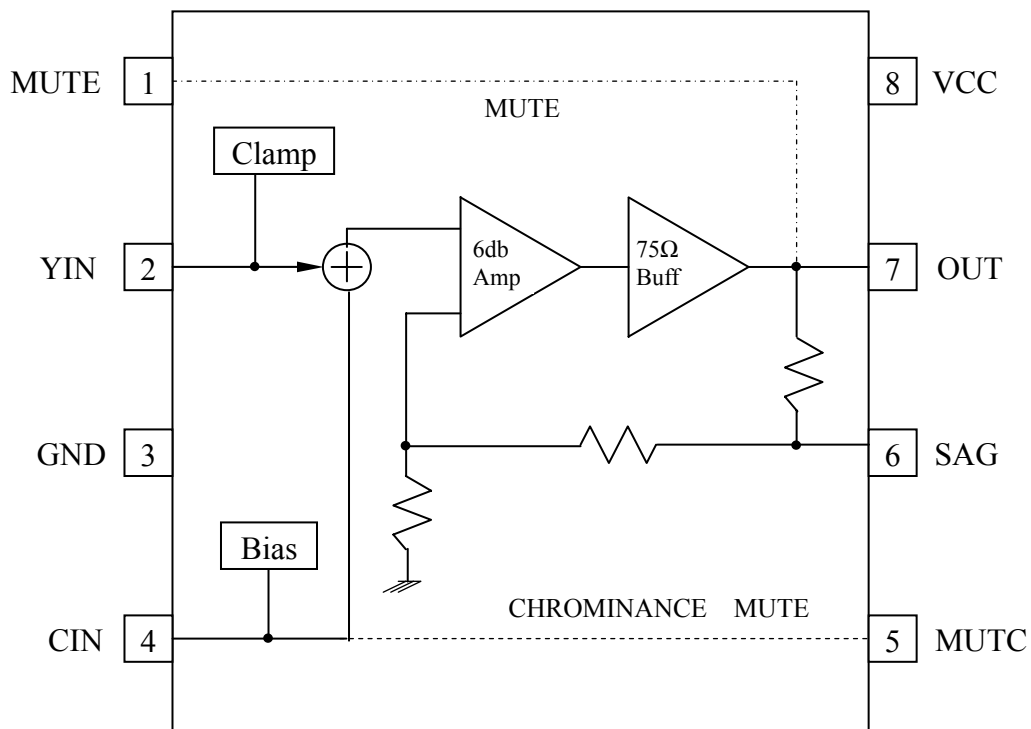 MUTE 1
8 VCC
MUTE
Clamp
YIN 2
6db
Amp
75Ω
Buff
7 OUT
GND 3
6 SAG
Bias
CHROMINANCE MUTE
CIN 4
5 MUTC